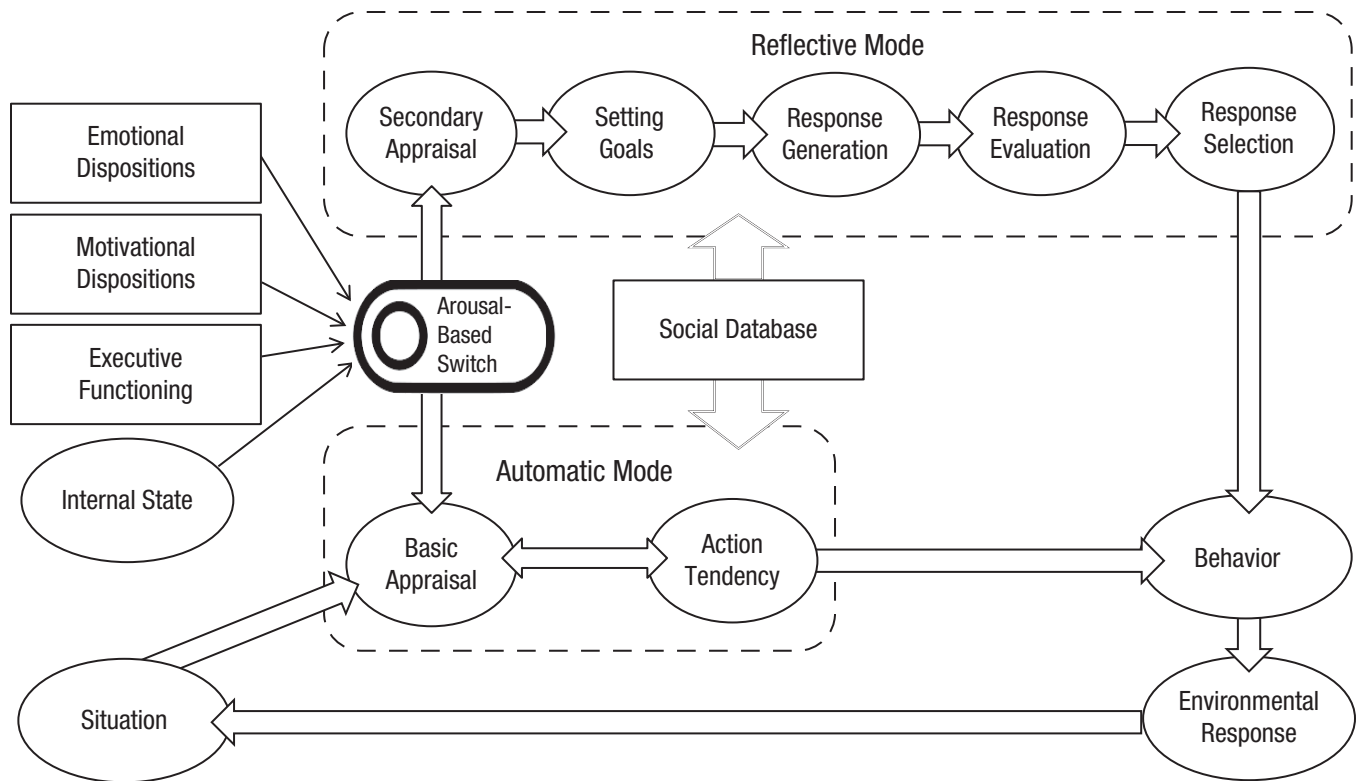 Reflective Mode
Secondary
Appraisal
Setting
Goals
Response
Generation
Response
Evaluation
Response
Selection
Emotional
Dispositions
Motivational
Dispositions
Executive
Functioning
Internal State
Arousal-
Based
Switch
Social Database
Automatic Mode
Basic
Appraisal
Action
Tendency
Behavior
Situation
Environmental
Response